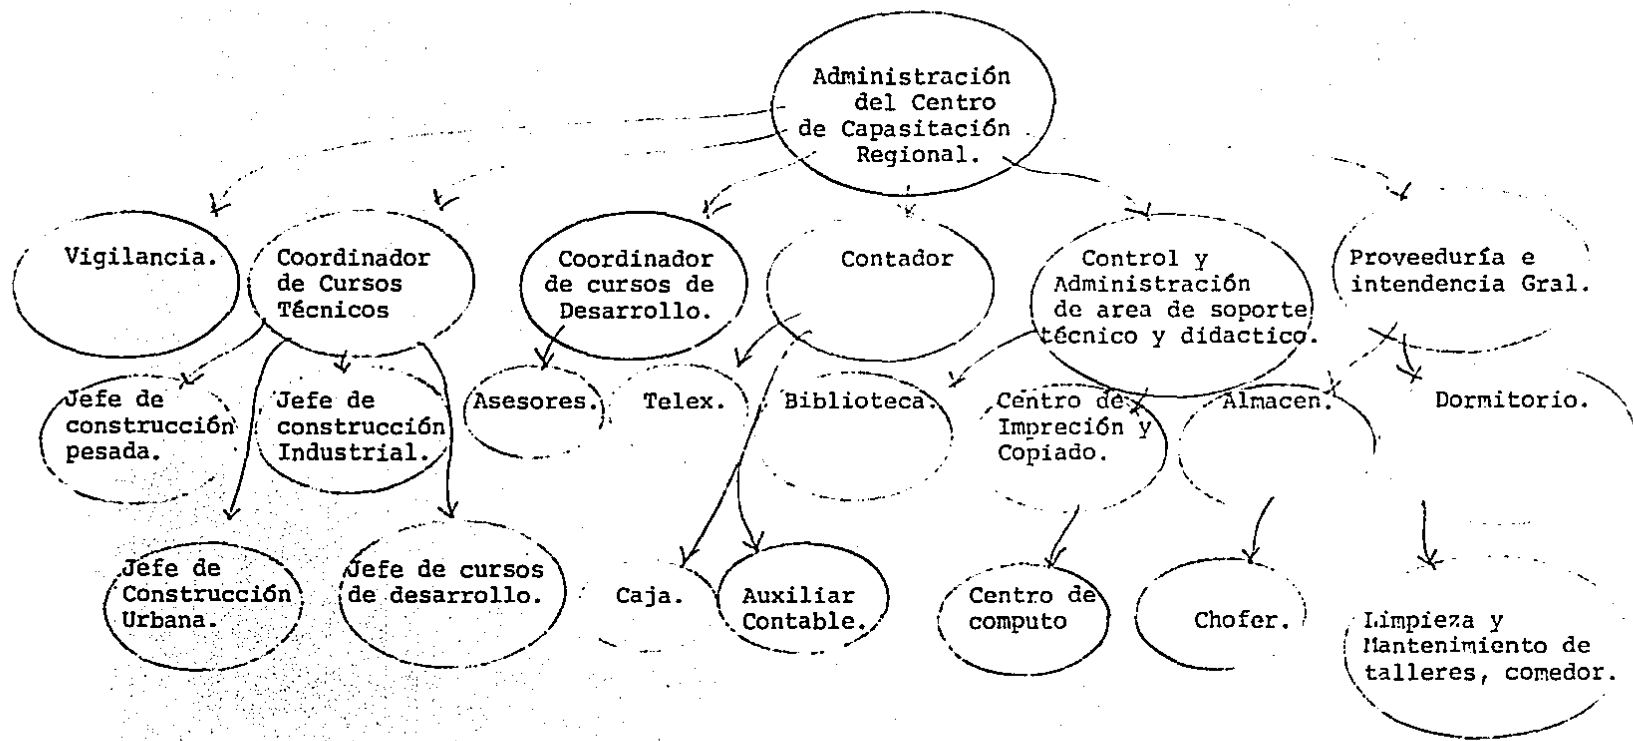 Administración
del Centro
de Capasitación
Regional.
Vigilancia.
Coordinador
de Cursos
Técnicos
Coordinador
de cursos de
Desarrollo.
Contador
Control y
Administración
de area de soporte
técnico y didactico.
Proveeduría e
intendencia Gral.
Jefe de
construcción
pesada.
Jefe de
construcción
Industrial.
Asesores.
Telex.
Biblioteca.
Centro de
Impreción y
Copiado.
Almacen.
Dormitorio.
Jefe de
Construcción
Urbana.
Jefe de cursos
de desarrollo.
Caja.
Auxiliar
Contable.
Centro de
computo
Chofer.
Limpieza y
Mantenimiento de
talleres, comedor.